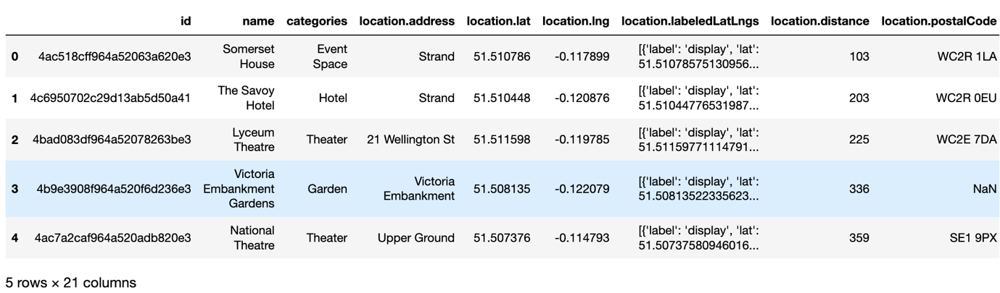 id name categories location.address location.lat location.lng location.labeledLatLngs location.distance location.postalCode
0 4ac518cff964a52063a620e3 Somerset House Event Space Strand 51.510786 -0.117899 [{'label': 'display', 'lat': 51.51078575130956... 103 WC2R 1LA
1 4c6950702c29d13ab5d50a41 The Savoy Hotel Hotel Strand 51.510448 -0.120876 [{'label': 'display', 'lat': 51.51044776531987... 203 WC2R 0EU
2 4bad083df964a52078263be3 Lyceum Theatre Theater 21 Wellington St 51.511598 -0.119785 [{'label': 'display', 'lat': 51.51159771114791... 225 WC2E 7DA
3 4b9e3908f964a520f6d236e3 Victoria Embankment Gardens Garden Victoria Embankment 51.508135 -0.122079 [{'label': 'display', 'lat': 51.50813522335623... 336 NaN
4 4ac7a2caf964a520adb820e3 National Theatre Theater Upper Ground 51.507376 -0.114793 [{'label': 'display', 'lat': 51.50737580946016... 359 SE1 9PX
5 rows × 21 columns